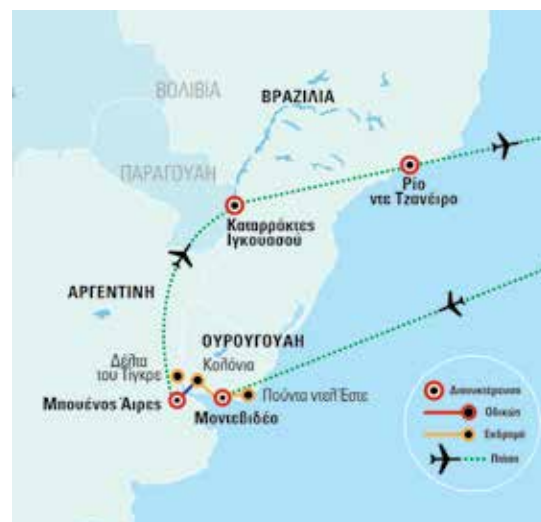 ΒΟΛΙΒΙΑ
ΒΡΑΖΙΛΙΑ
ΠΑΡΑΓΟΥΑΗ
Ρίο
ντε Τζανέιρο
Καταρράκτες
Ιγκουασού
ΑΡΓΕΝΤΙΝΗ
ΟΥΡΟΥΓΟΥΑΗ
Δέλτα
του Τίγκρε
Κολόνια
Πούντα ντελ Έστε
Μπουένος Άιρες
Μοντεβιδέο
Διανυκτέρευση
Οδικώς
Εκδρομή
Πτήση